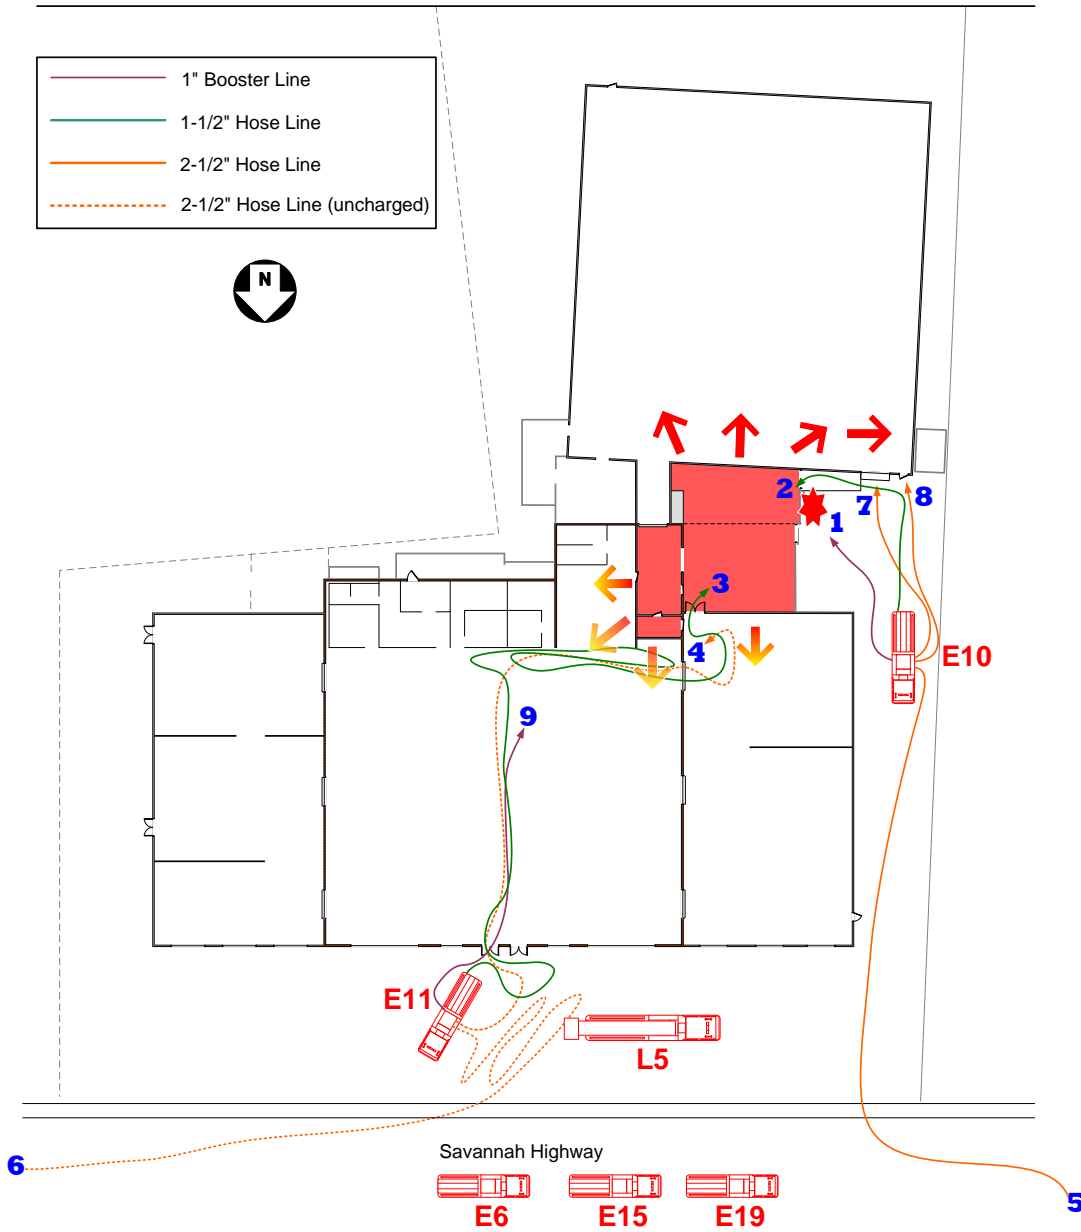 1" Booster Line
1-1/2" Hose Line
2-1/2" Hose Line
2-1/2" Hose Line (uncharged)
N
2
1
7
8
3
4
E10
9
E11
L5
6
Savannah Highway
5
E6
E15
E19